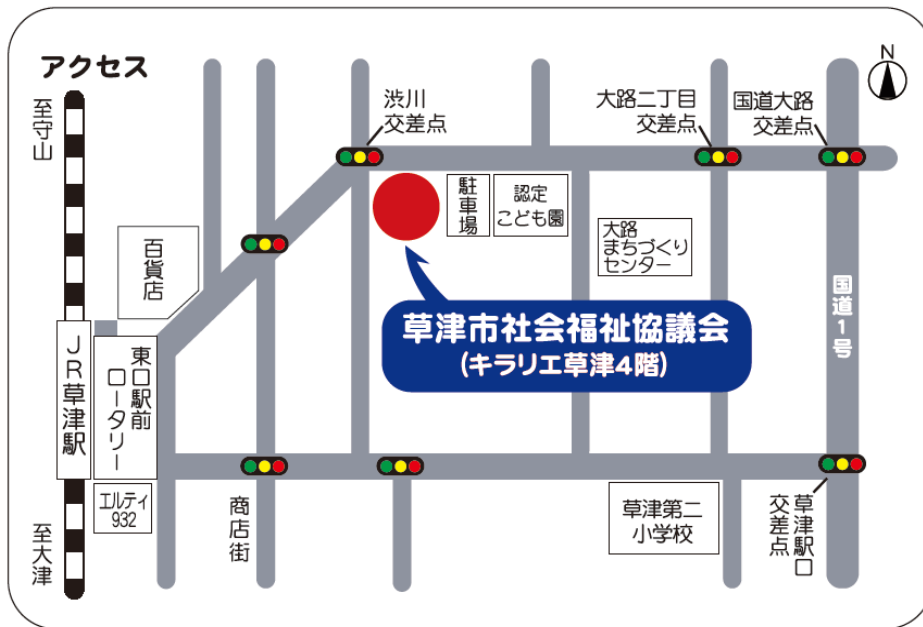 アクセス
N
至守山
渋川
交差点
大路二丁目
交差点
国道大路
交差点
駐車場
認定
こども園
大路
まちづくり
センター
百貨店
国道1号
草津市社会福祉協議会
(キラリエ草津4階)
JR草津駅
東口駅前
ロータリー
エルティ
932
商店街
草津第二
小学校
草津駅口
交差点
至大津